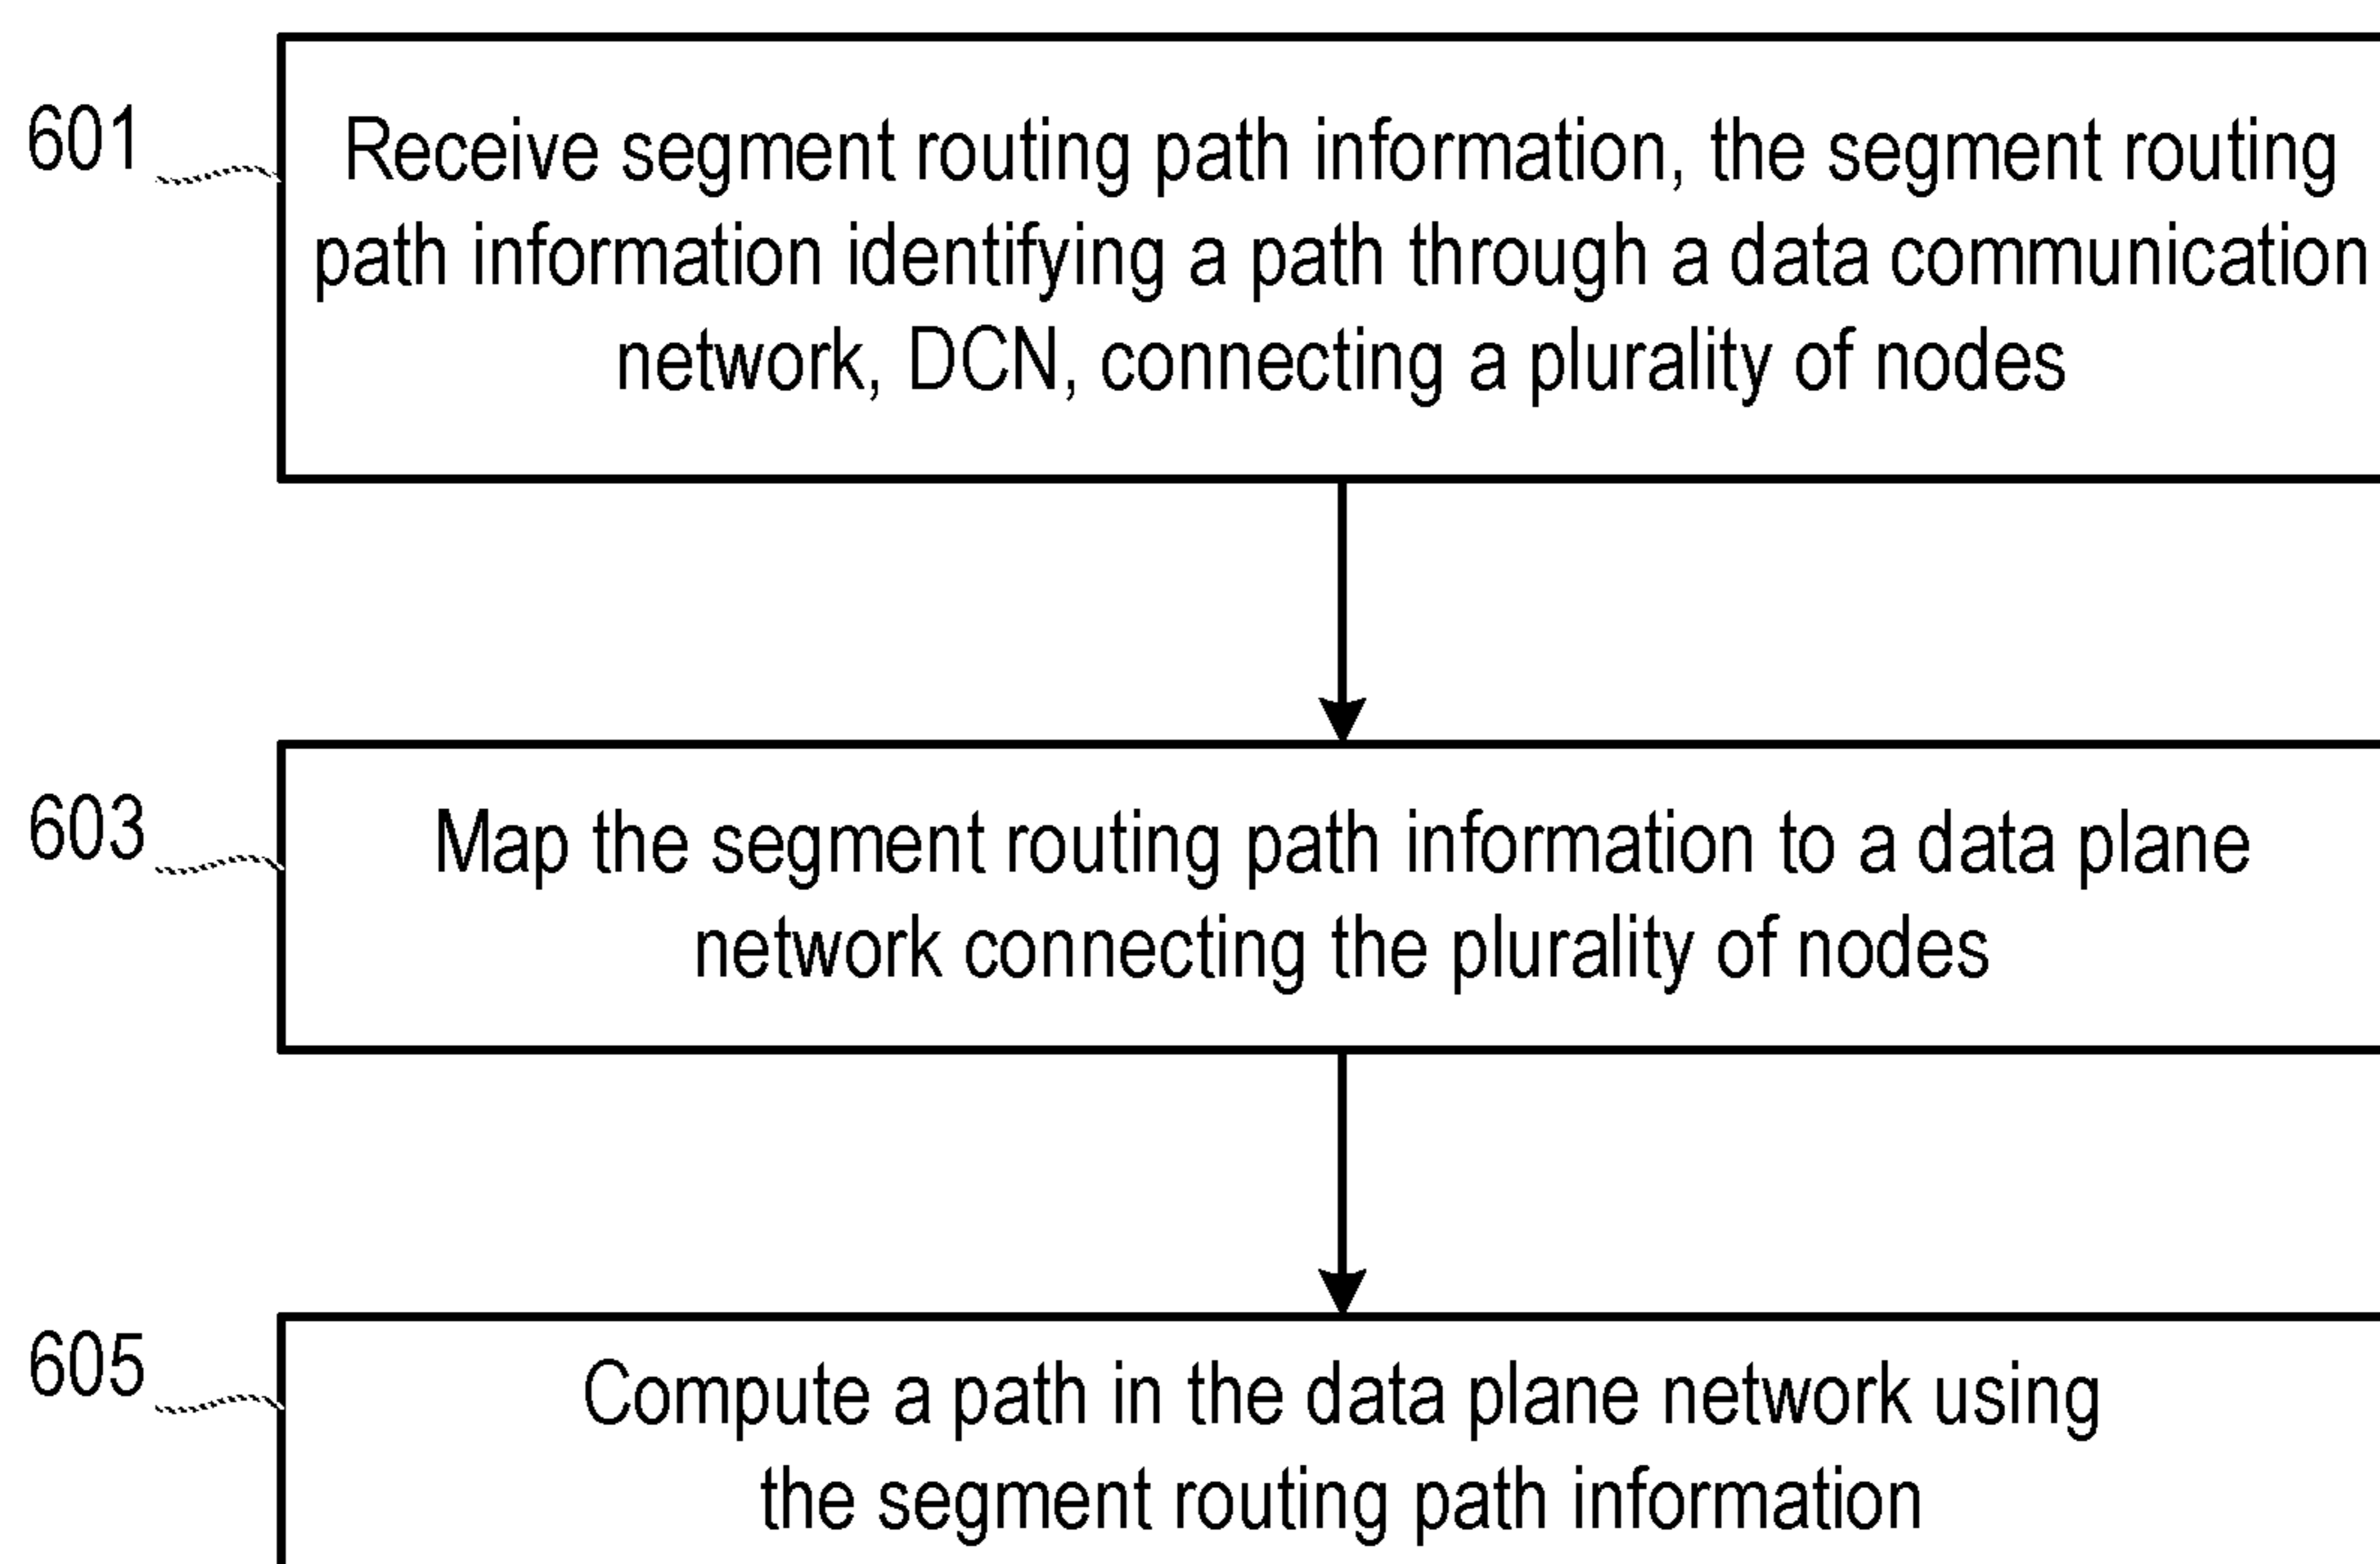 601
Receive segment routing path information, the segment routing
path information identifying a path through a data communication
network, DCN, connecting a plurality of nodes
603
Map the segment routing path information to a data plane
network connecting the plurality of nodes
605
Compute a path in the data plane network using
the segment routing path information